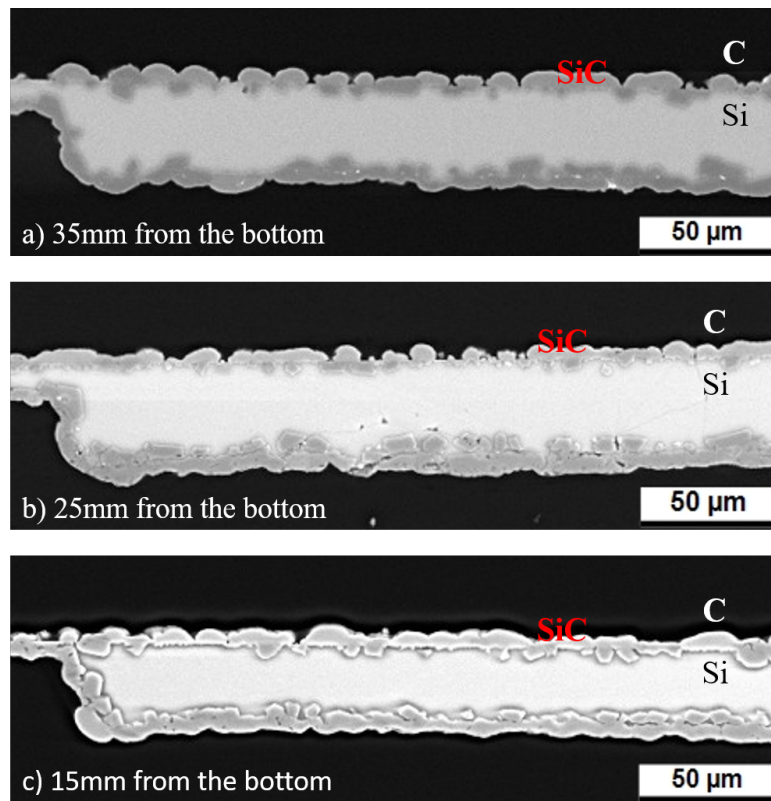 C
SiC
Si
a) 35mm from the bottom
50 µm
C
SiC
Si
b) 25mm from the bottom
50 µm
C
SiC
Si
c) 15mm from the bottom
50 µm